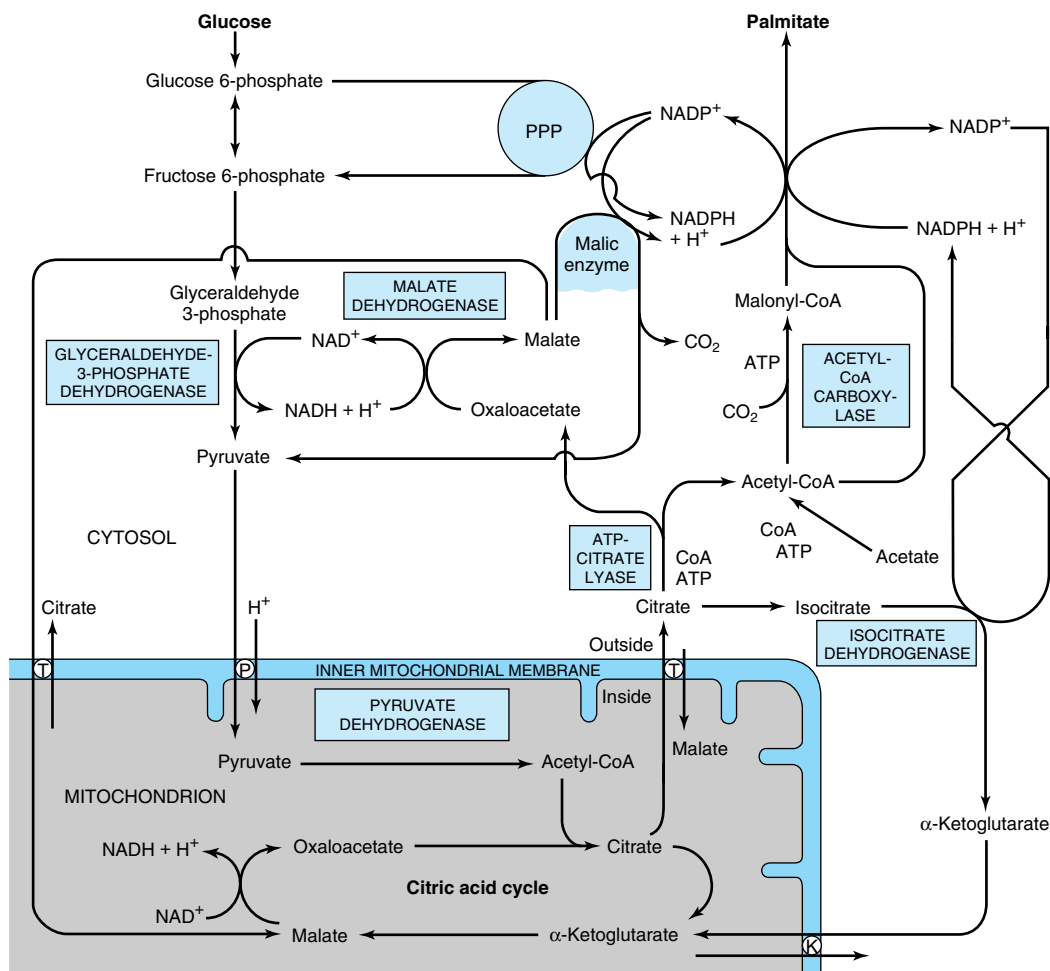 Glucose
Palmitate
Glucose 6-phosphate
PPP
NADP+
NADP+
Fructose 6-phosphate
NADPH
+ H+
NADPH + H+
Malic
enzyme
Glyceraldehyde
3-phosphate
MALATE
DEHYDROGENASE
Malonyl-CoA
GLYCERALDEHYDE-
3-PHOSPHATE
DEHYDROGENASE
NAD+
Malate
CO2
ATP
ACETYL-
CoA
CARBOXY-
LASE
NADH + H+
Oxaloacetate
CO2
Pyruvate
Acetyl-CoA
CYTOSOL
ATP-
CITRATE
LYASE
CoA
ATP
CoA
ATP
Acetate
Citrate
H+
Citrate
Isocitrate
Outside
ISOCITRATE
DEHYDROGENASE
T
P
INNER MITOCHONDRIAL MEMBRANE
T
Inside
PYRUVATE
DEHYDROGENASE
Malate
Pyruvate
Acetyl-CoA
MITOCHONDRION
α-Ketoglutarate
NADH + H+
Oxaloacetate
Citrate
Citric acid cycle
NAD+
Malate
α-Ketoglutarate
K